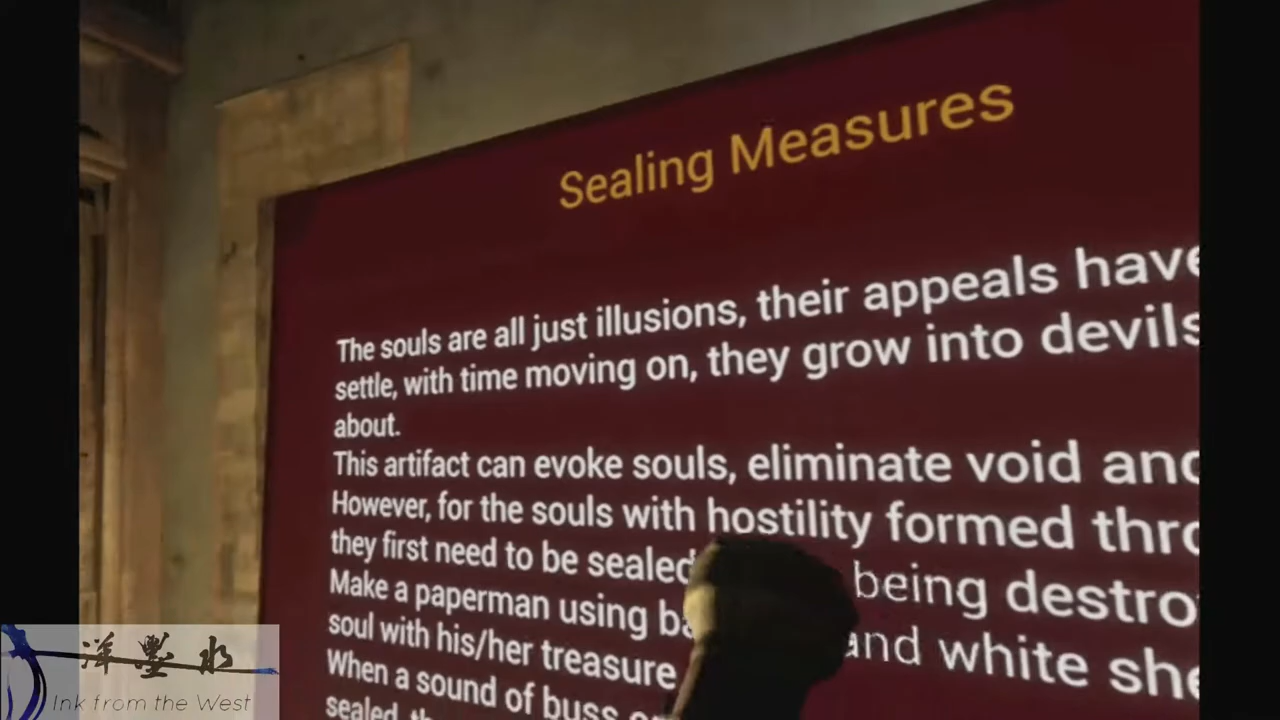 Sealing Measures
The souls are all just illusions, their appeals have
settle, with time moving on, they grow into devils
about.
This artifact can evoke souls, eliminate void and
However, for the souls with hostility formed
they first need to be sealed being
Make a paperman using and white
soul with his/her treasure
When a sound of buss
sealed,
洋墨水
Ink from the West